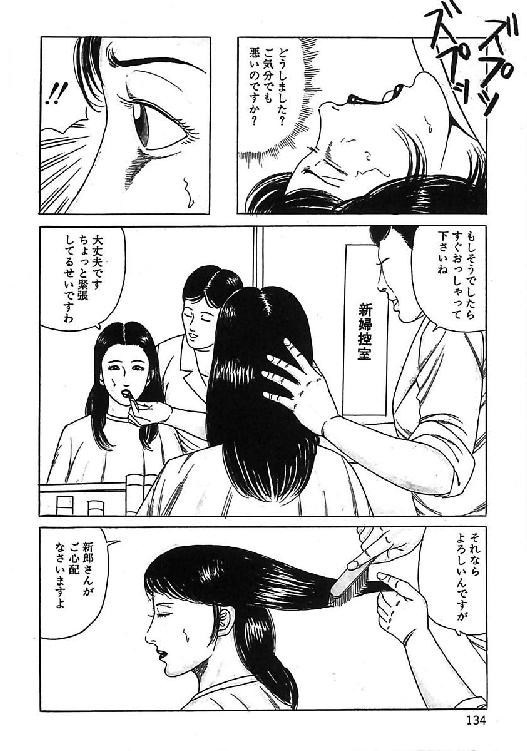 ズプッ
ズプッ
どうしました？
ご気分でも
悪いのですか？
!!
もしそうでしたら
すぐおっしゃって
下さいね
新婦控室
大丈夫です
ちょっと緊張
してるせいですわ
それなら
よろしいんですが
新郎さんが
ご心配
なさいますよ
134